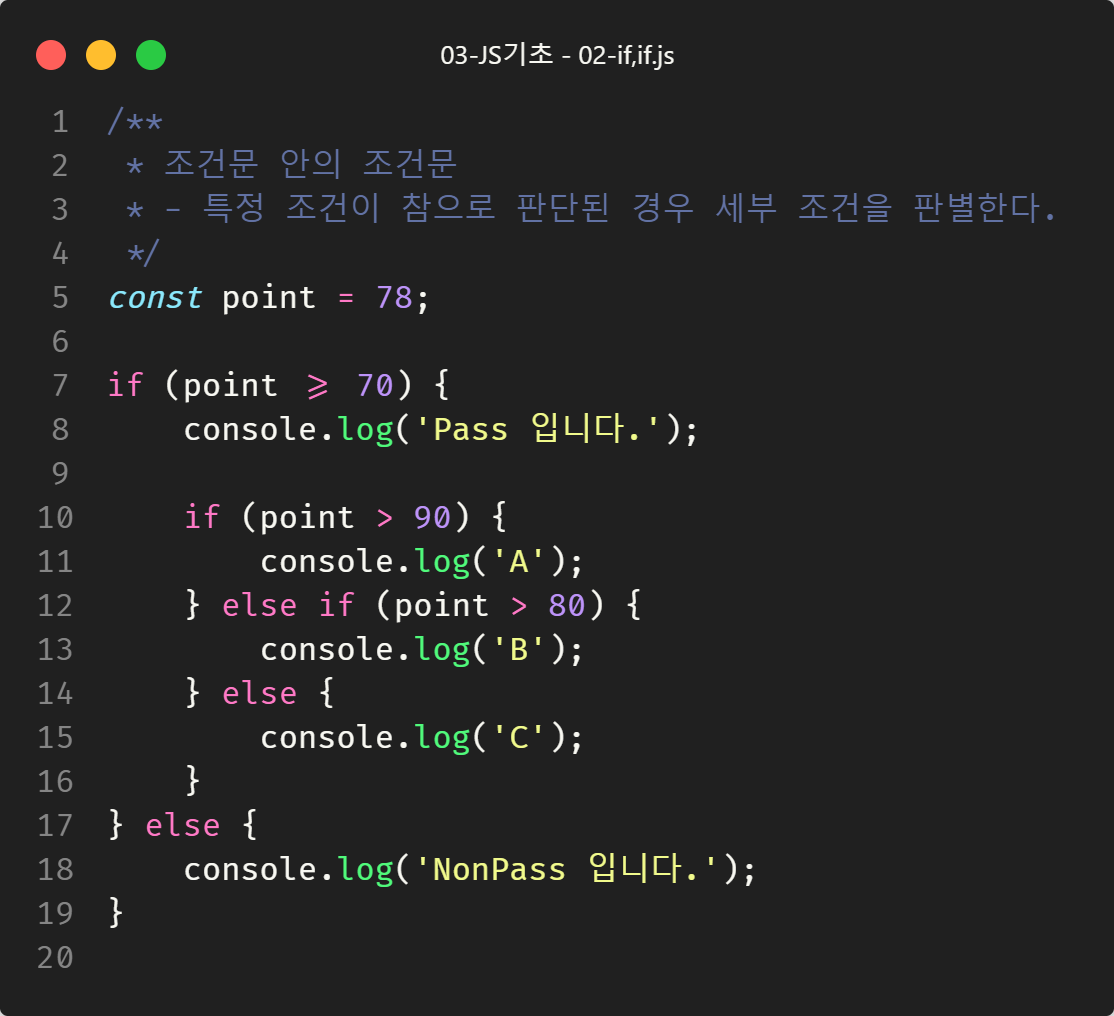 03-JS기초 - 02-if,if.js
1 /**
2  * 조건문 안의 조건문
3  * - 특정 조건이 참으로 판단된 경우 세부 조건을 판별한다.
4  */
5 const point = 78;
6
7 if (point >= 70) {
8     console.log('Pass 입니다.');
9
10     if (point > 90) {
11         console.log('A');
12     } else if (point > 80) {
13         console.log('B');
14     } else {
15         console.log('C');
16     }
17 } else {
18     console.log('NonPass 입니다.');
19 }
20